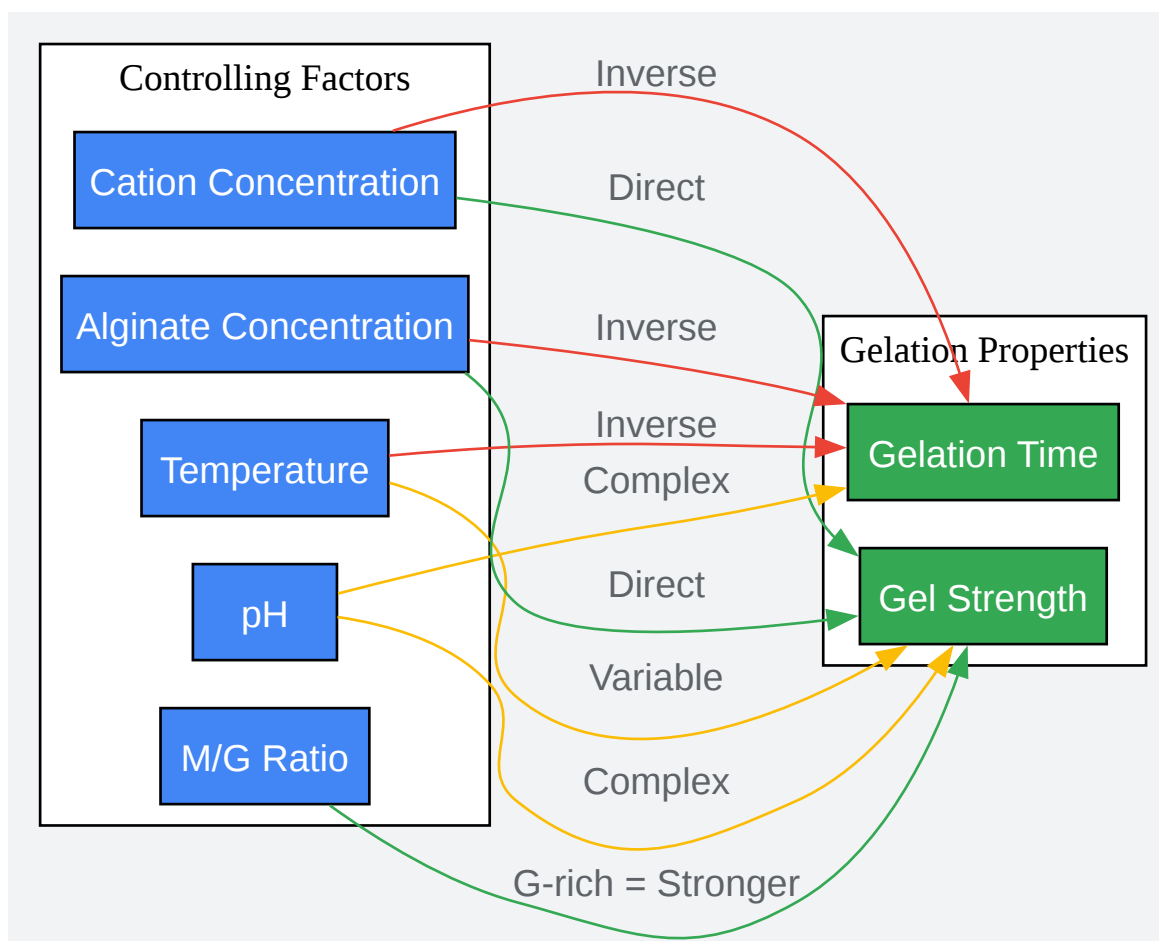 Controlling Factors
Cation Concentration
Alginate Concentration
Temperature
pH
M/G Ratio
Inverse
Direct
Inverse
Inverse
Complex
Direct
Variable
Complex
G-rich = Stronger
Gelation Properties
Gelation Time
Gel Strength